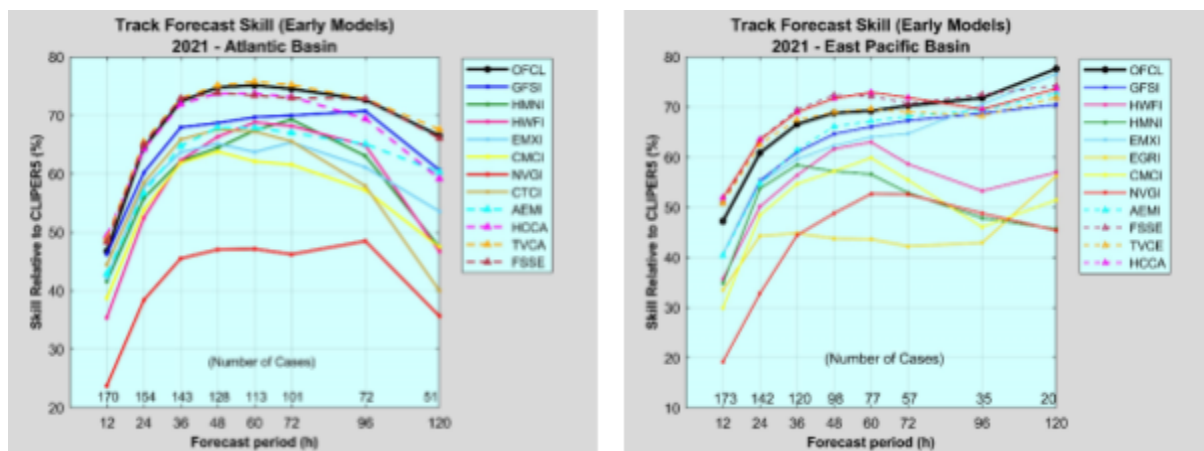 Track Forecast Skill (Early Models)
2021 - Atlantic Basin
Skill Relative to CLIPER5 (%)
80
70
60
50
40
30
20
(Number of Cases)
170 154 143 128 113 101 72 51
12 24 36 48 60 72 96 120
Forecast period (h)
OFCL
GFSI
HMNI
HWFI
EMXI
CMCI
NVGI
CTCI
AEMI
HCCA
TVCA
FSSE
Track Forecast Skill (Early Models)
2021 - East Pacific Basin
Skill Relative to CLIPER5 (%)
80
70
60
50
40
30
20
10
(Number of Cases)
173 142 120 98 77 57 35 20
12 24 36 48 60 72 96 120
Forecast period (h)
OFCL
GFSI
HWFI
HMNI
EMXI
EGRI
CMCI
NVGI
AEMI
FSSE
TVCE
HCCA